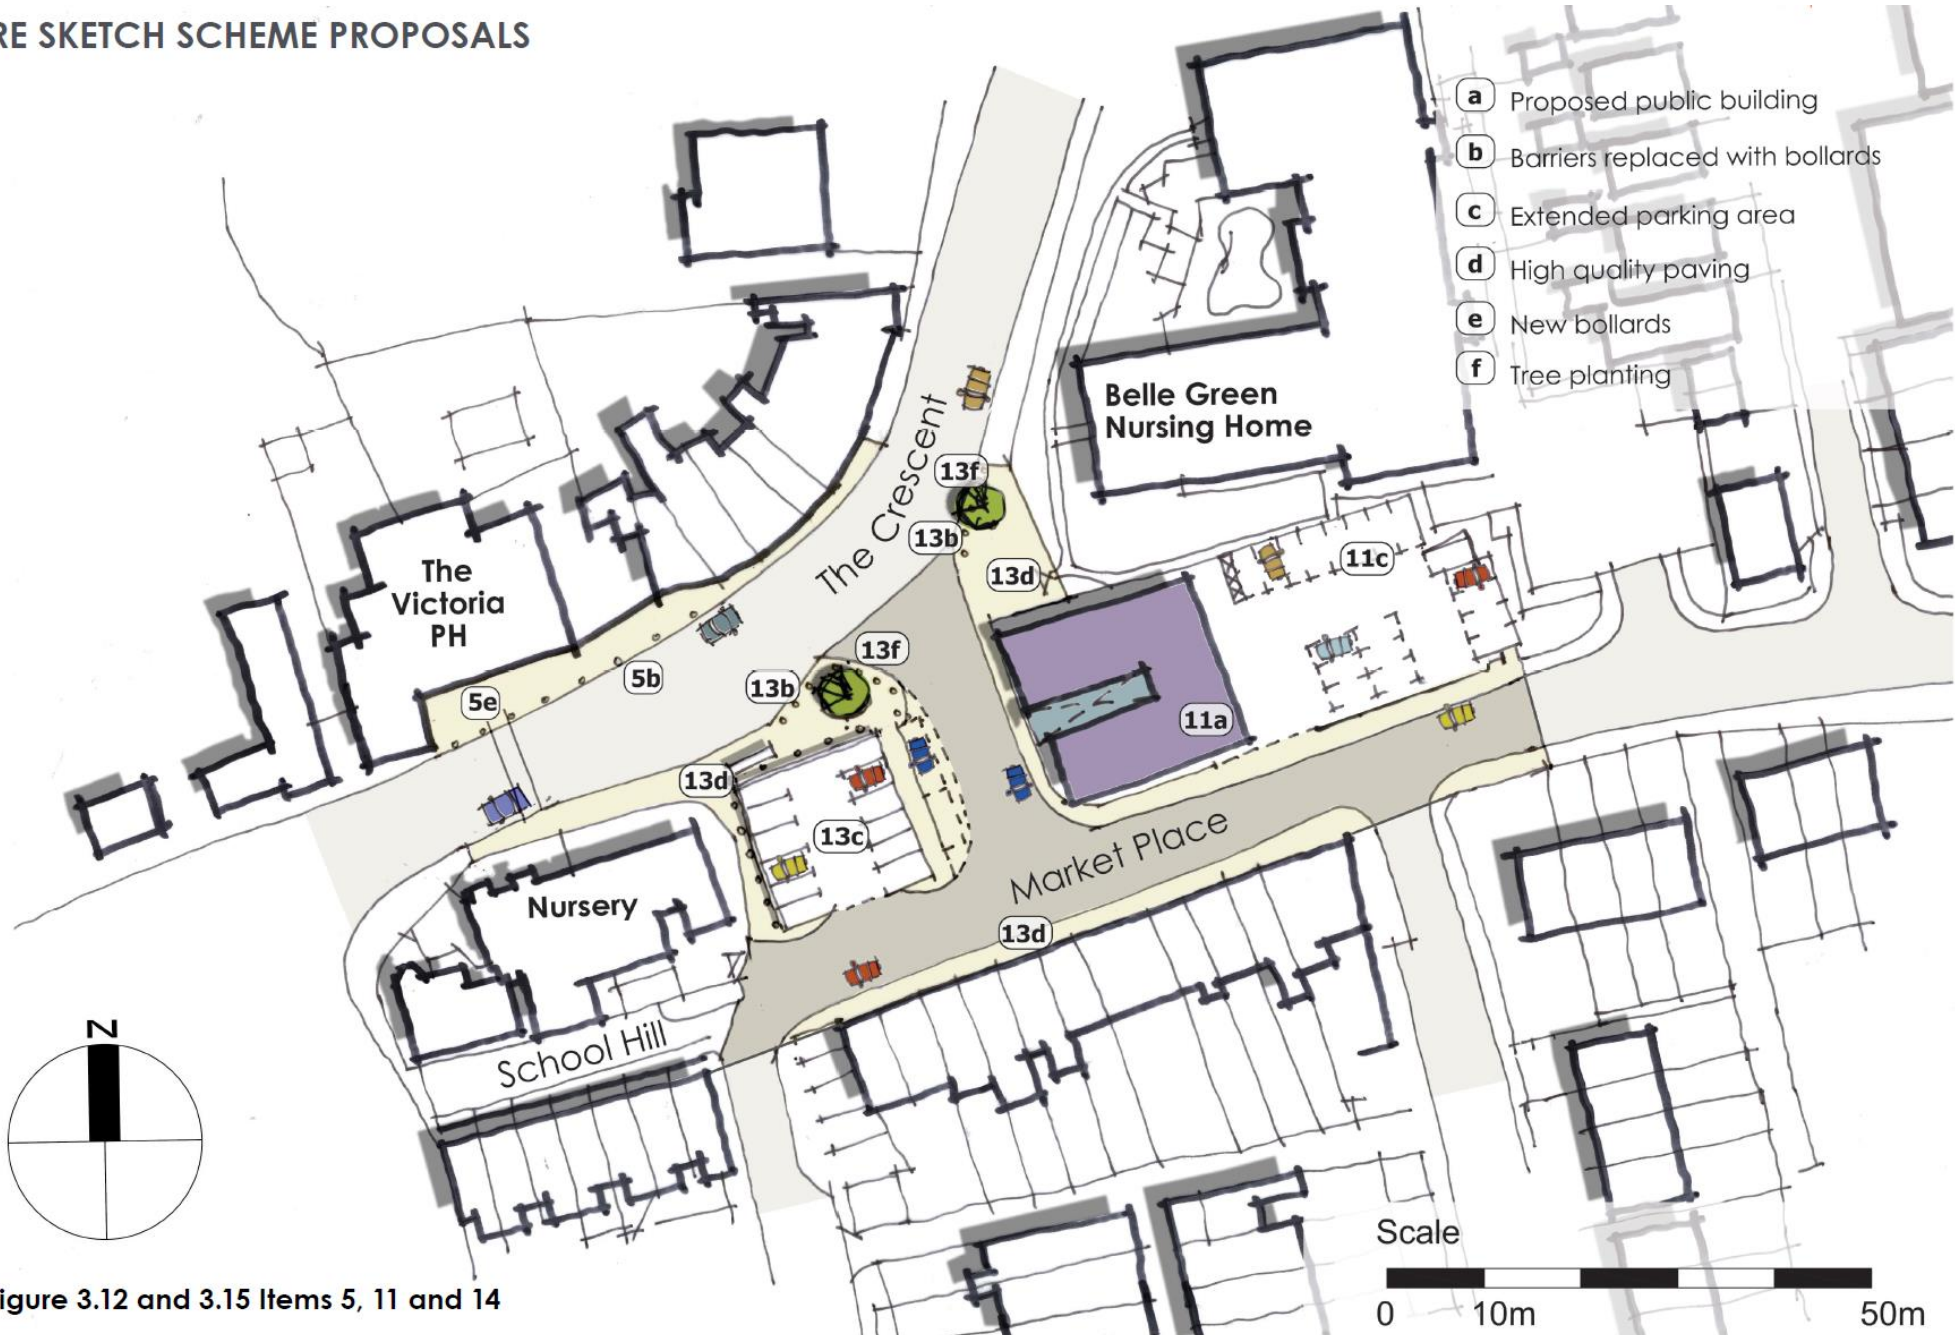 RE SKETCH SCHEME PROPOSALS
a Proposed public building
b Barriers replaced with bollards
c Extended parking area
d High quality paving
e New bollards
f Tree planting
Belle Green
Nursing Home
The Crescent
13f
13b
13d
11c
The
Victoria
PH
13f
5b
13b
5e
11a
13d
13c
Market Place
Nursery
13d
School Hill
N
Scale
0 10m 50m
igure 3.12 and 3.15 Items 5, 11 and 14